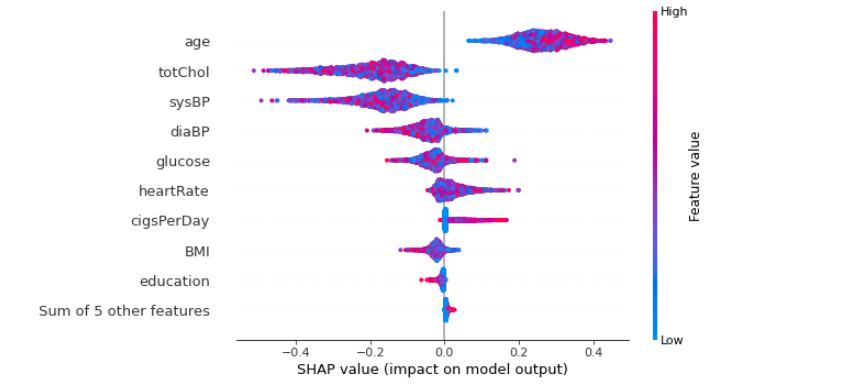 High
age
totChol
sysBP
diaBP
glucose
heartRate
cigsPerDay
BMI
education
Sum of 5 other features
Feature value
Low
−0.4 −0.2 0.0 0.2 0.4
SHAP value (impact on model output)